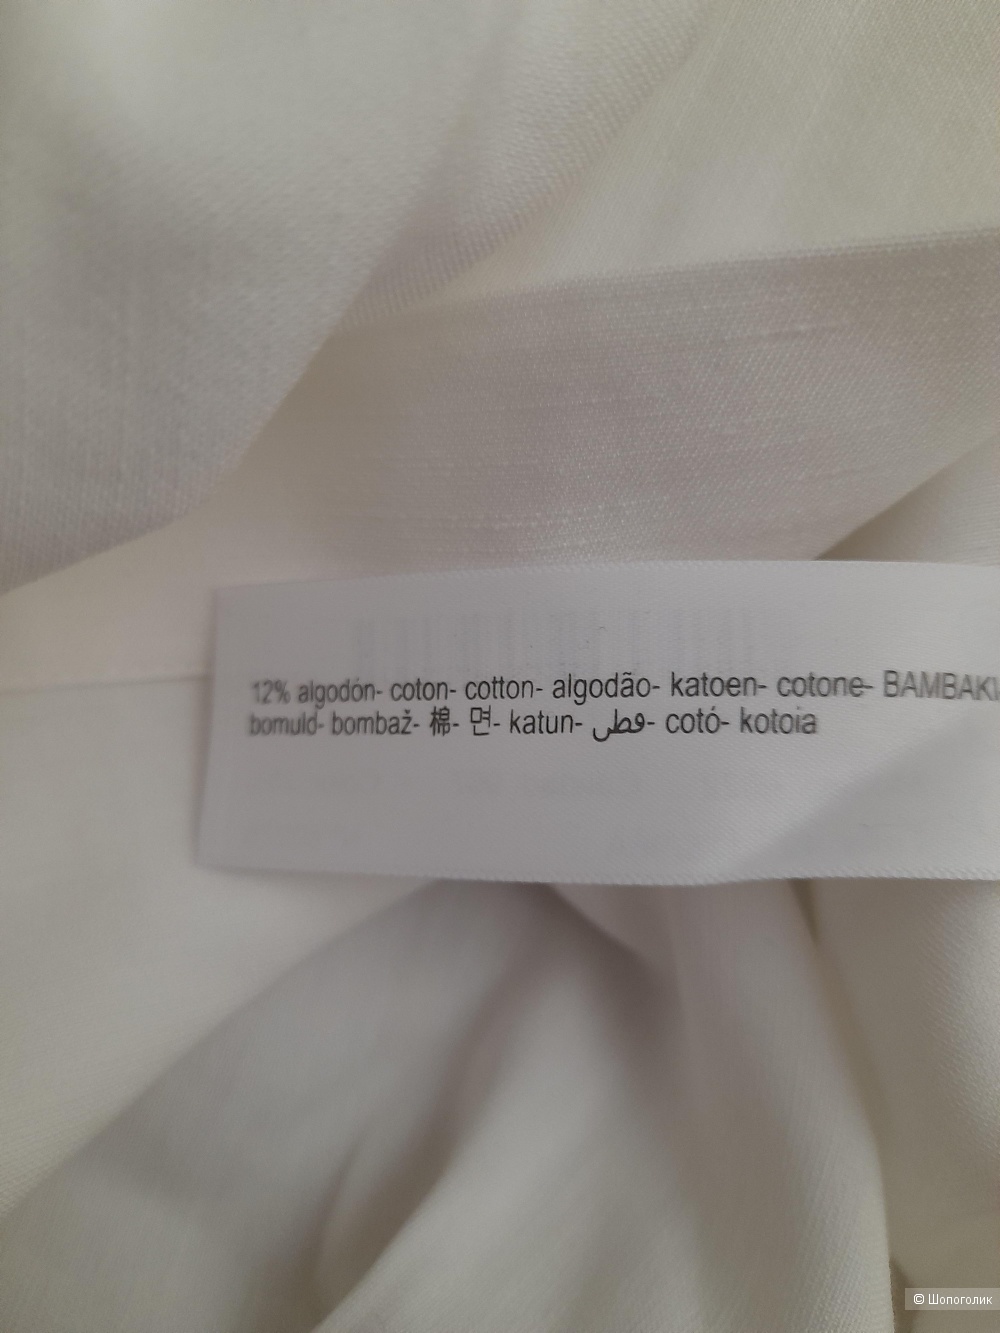 12% algodón- coton- cotton- algodão- katoen- cotone- BAMBAKI
bomuld- bombaž- 棉- 면- katun- قطن- cotó- kotoia
© Шопоголик